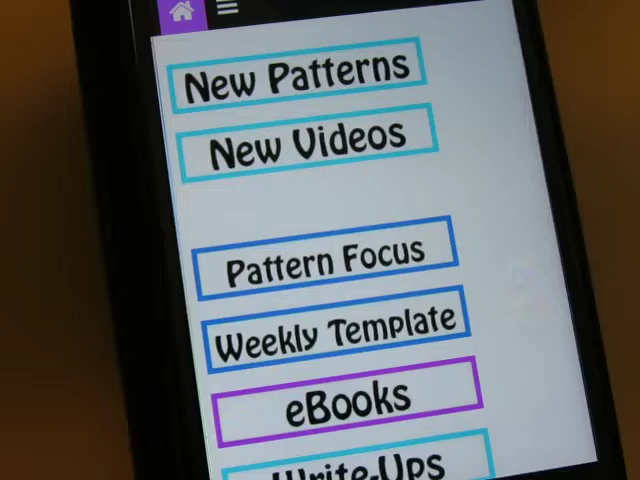 New Patterns
New Videos
Pattern Focus
Weekly Template
eBooks
Write-Ups